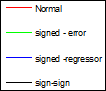 Normal
signed - error
signed -regressor
sign-sign